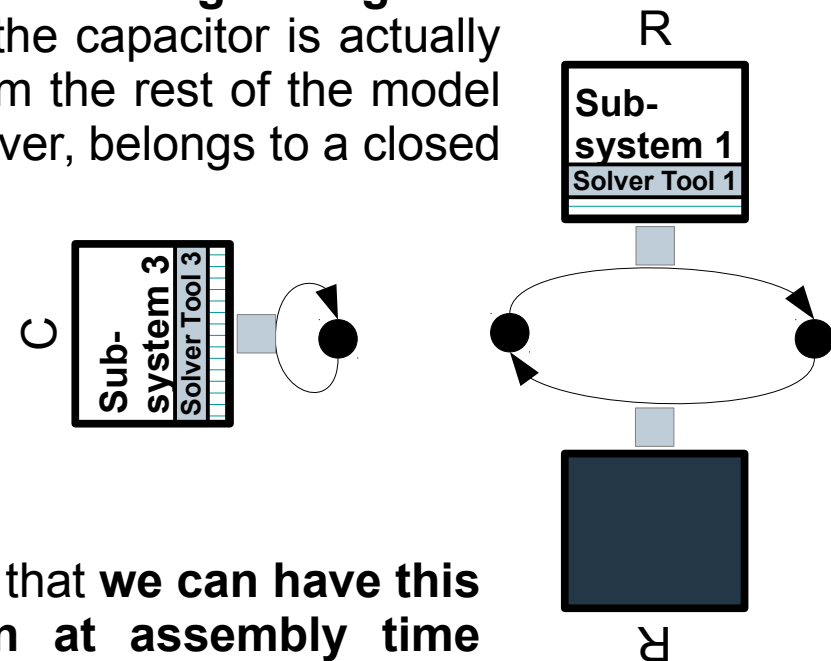 the capacitor is actually
m the rest of the model
ver, belongs to a closed
R
Sub-
system 1
Solver Tool 1
C
Sub-
system 3
Solver Tool 3
that we can have this
n at assembly time
R